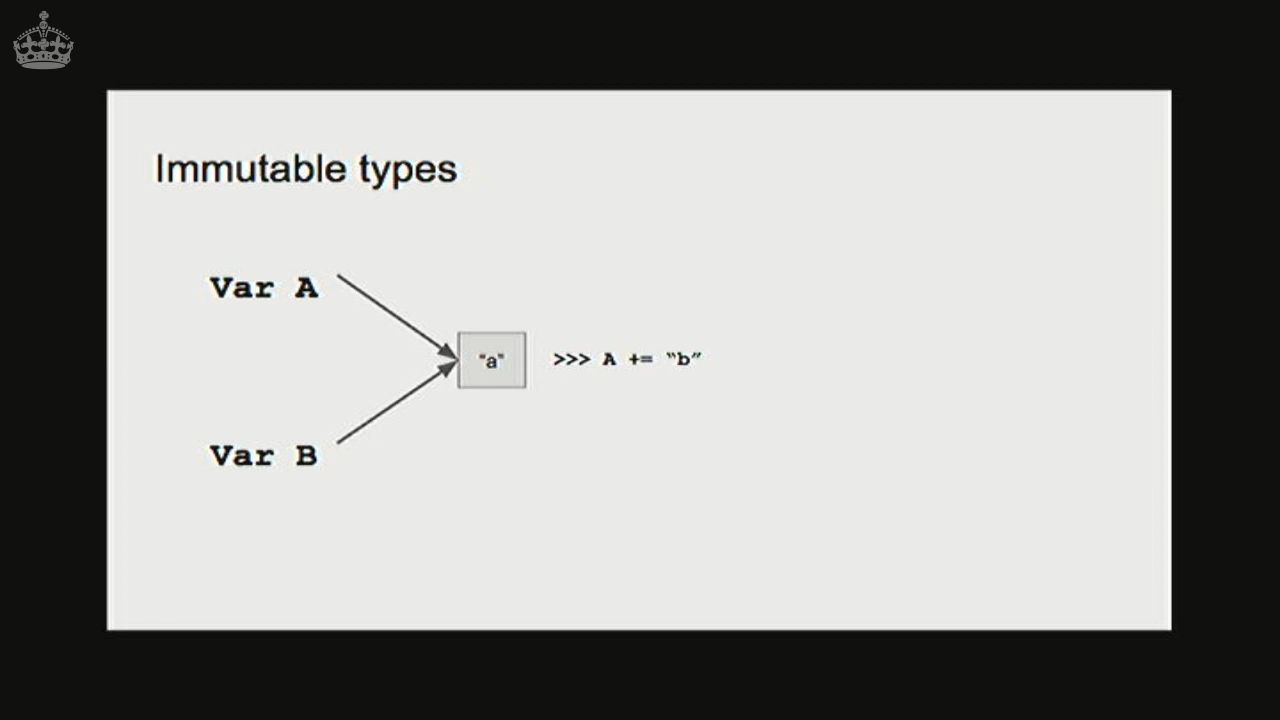 Immutable types
Var A
“a” >>> A += “b”
Var B